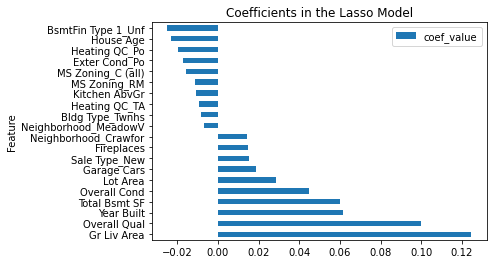 Coefficients in the Lasso Model
coef_value
BsmtFin Type 1_Unf
House Age
Heating QC_Po
Exter Cond_Po
MS Zoning_C (all)
MS Zoning_RM
Kitchen AbvGr
Heating QC_TA
Bldg Type_Twnhs
Neighborhood_MeadowV
Neighborhood_Crawfor
Fireplaces
Sale Type_New
Garage Cars
Lot Area
Overall Cond
Total Bsmt SF
Year Built
Overall Qual
Gr Liv Area
Feature
−0.02 0.00 0.02 0.04 0.06 0.08 0.10 0.12